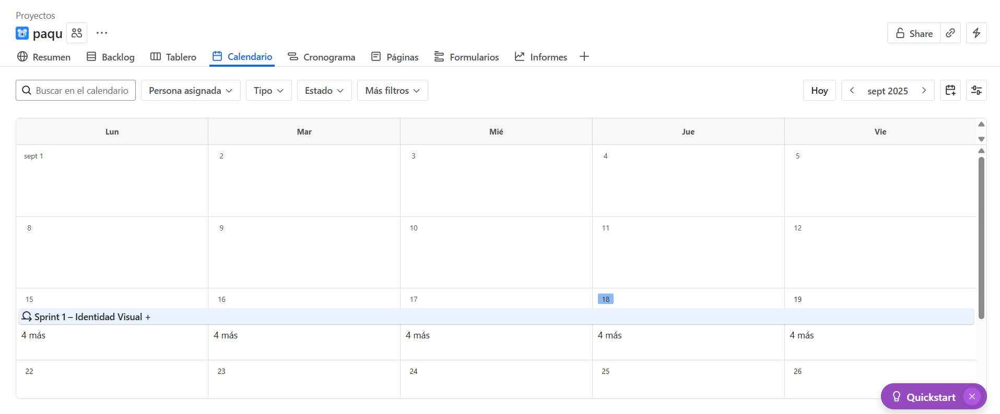 Proyectos
paqu
Share
Resumen Backlog Tablero Calendario Cronograma Páginas Formularios Informes
Buscar en el calendario Persona asignada Tipo Estado Más filtros Hoy sept 2025
Lun Mar Mié Jue Vie
sept 1 2 3 4 5
8 9 10 11 12
15 16 17 18 19
Sprint 1 – Identidad Visual +
4 más 4 más 4 más 4 más 4 más
22 23 24 25 26
Quickstart